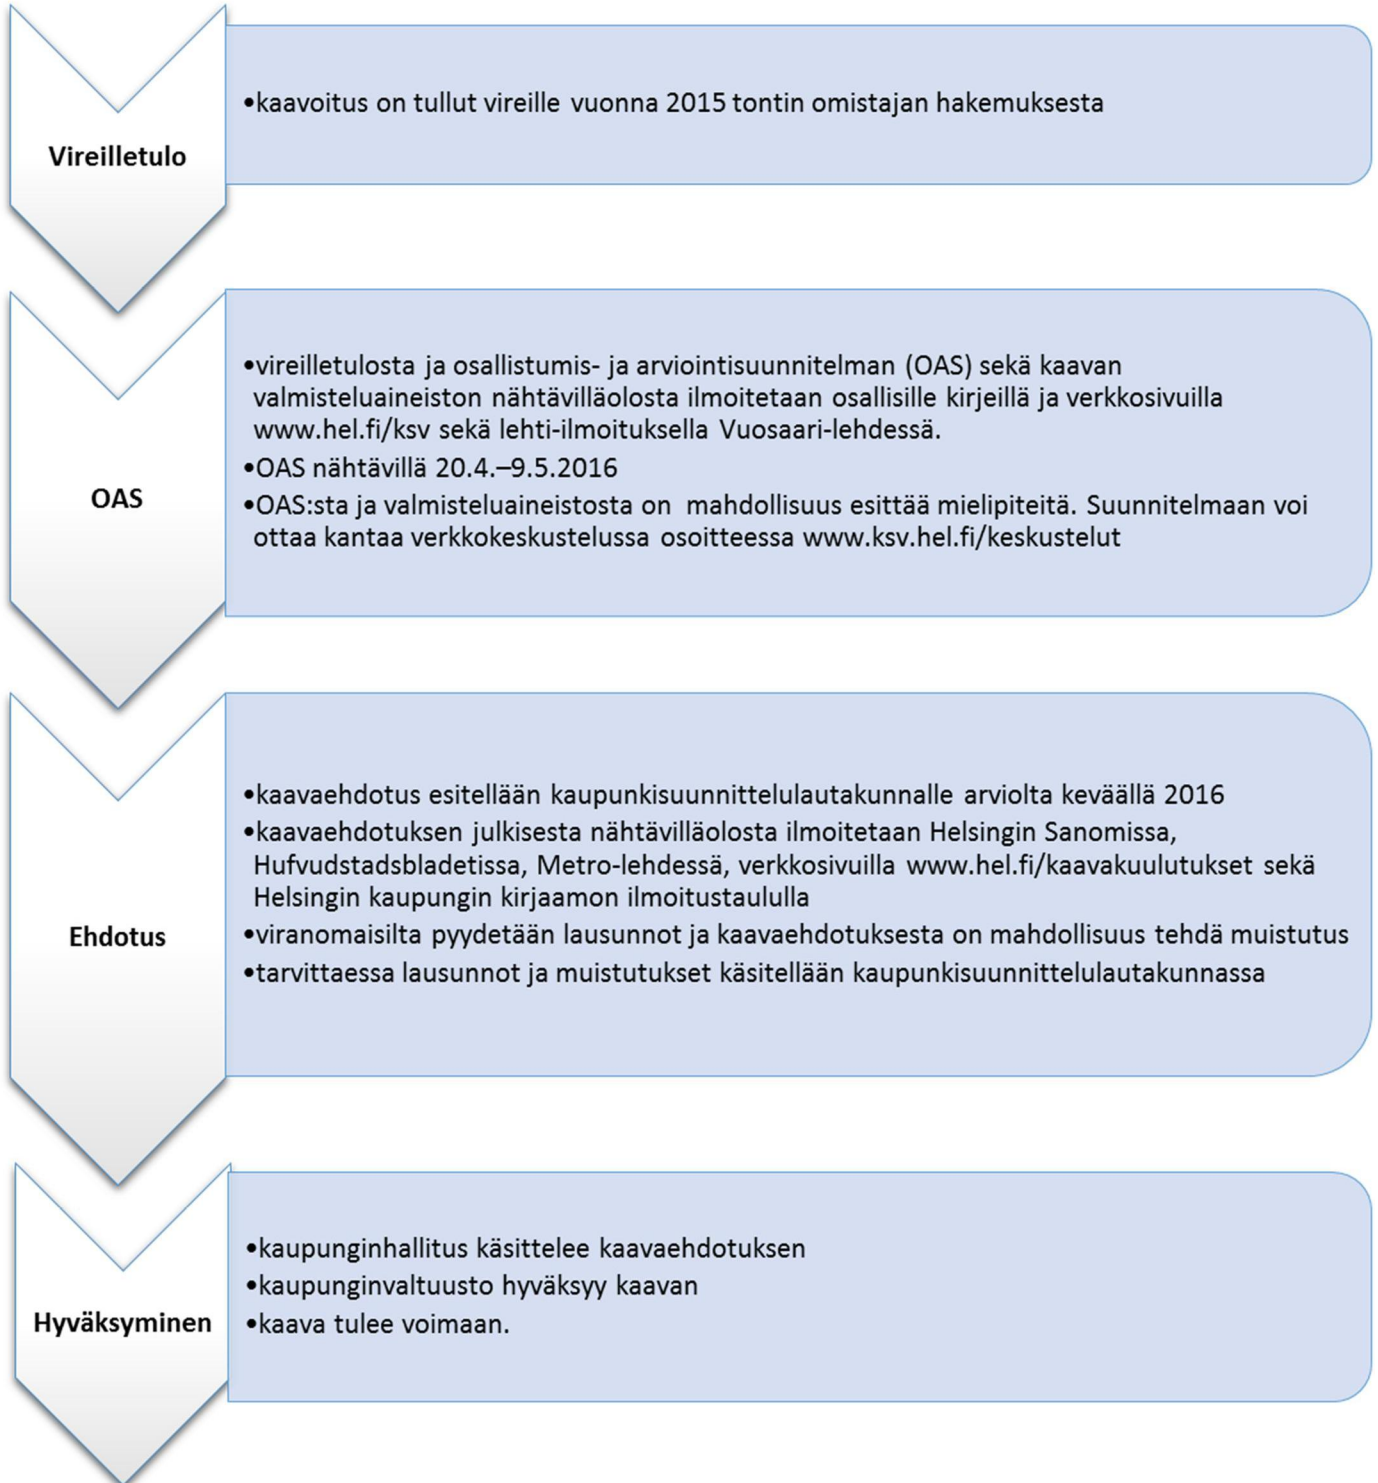 Vireilletulo
•kaavoitus on tullut vireille vuonna 2015 tontin omistajan hakemuksesta
OAS
•vireilletulosta ja osallistumis- ja arviointisuunnitelman (OAS) sekä kaavan
valmisteluaineiston nähtävilläolosta ilmoitetaan osallisille kirjeillä ja verkkosivuilla
www.hel.fi/ksv sekä lehti-ilmoituksella Vuosaari-lehdessä.
•OAS nähtävillä 20.4.–9.5.2016
•OAS:sta ja valmisteluaineistosta on mahdollisuus esittää mielipiteitä. Suunnitelmaan voi
ottaa kantaa verkkokeskustelussa osoitteessa www.ksv.hel.fi/keskustelut
Ehdotus
•kaavaehdotus esitellään kaupunkisuunnittelulautakunnalle arviolta keväällä 2016
•kaavaehdotuksen julkisesta nähtävilläolosta ilmoitetaan Helsingin Sanomissa,
Hufvudstadsbladetissa, Metro-lehdessä, verkkosivuilla www.hel.fi/kaavakuulutukset sekä
Helsingin kaupungin kirjaamon ilmoitustaululla
•viranomaisilta pyydetään lausunnot ja kaavaehdotuksesta on mahdollisuus tehdä muistutus
•tarvittaessa lausunnot ja muistutukset käsitellään kaupunkisuunnittelulautakunnassa
Hyväksyminen
•kaupunginhallitus käsittelee kaavaehdotuksen
•kaupunginvaltuusto hyväksyy kaavan
•kaava tulee voimaan.